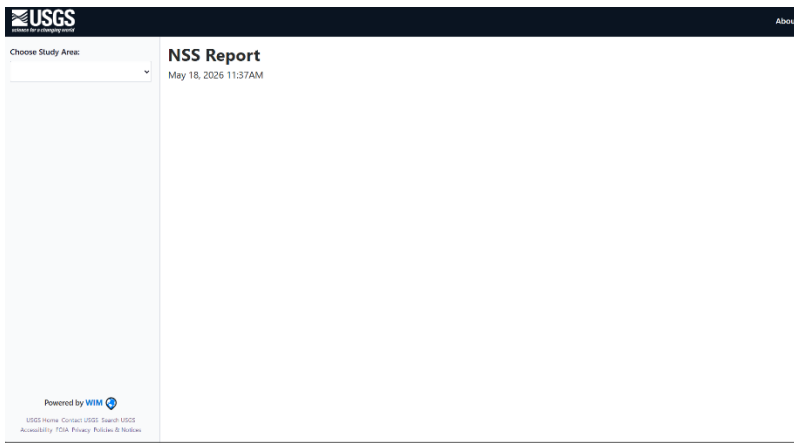 USGS
science for a changing world
Abou
Choose Study Area:
NSS Report
May 18, 2026 11:37AM
Powered by WIM
USGS Home Contact USGS Search USGS
Accessibility FOIA Privacy Policies & Notices